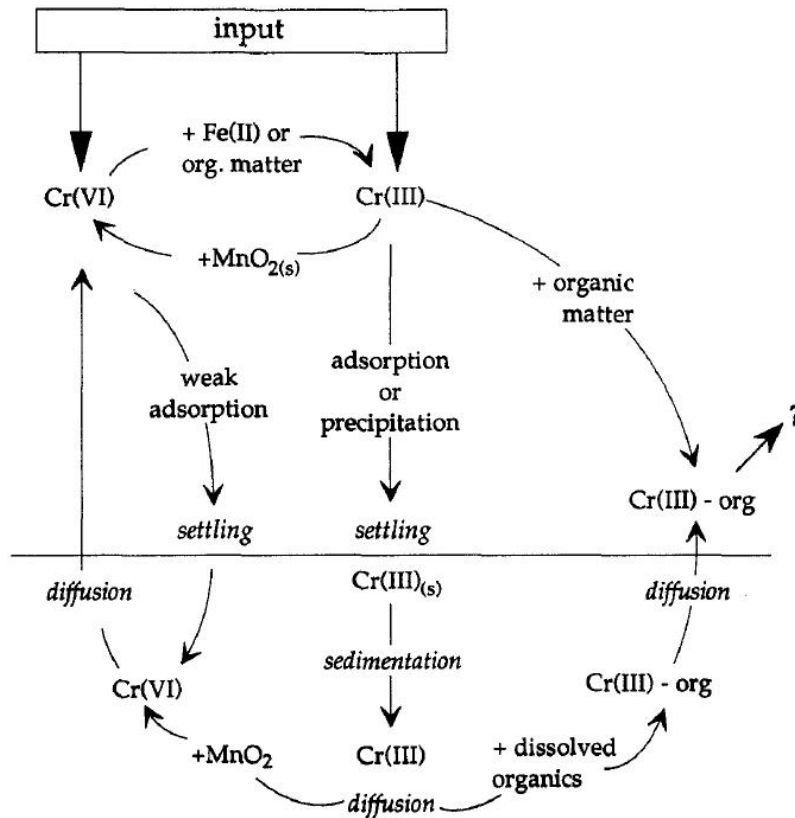 input
+ Fe(II) or
org. matter
Cr(VI)
Cr(III)
+MnO2(s)
+ organic
matter
weak
adsorption
adsorption
or
precipitation
?
Cr(III) - org
settling
settling
diffusion
Cr(III)(s)
diffusion
sedimentation
Cr(VI)
Cr(III) - org
+MnO2
Cr(III)
+ dissolved
organics
diffusion